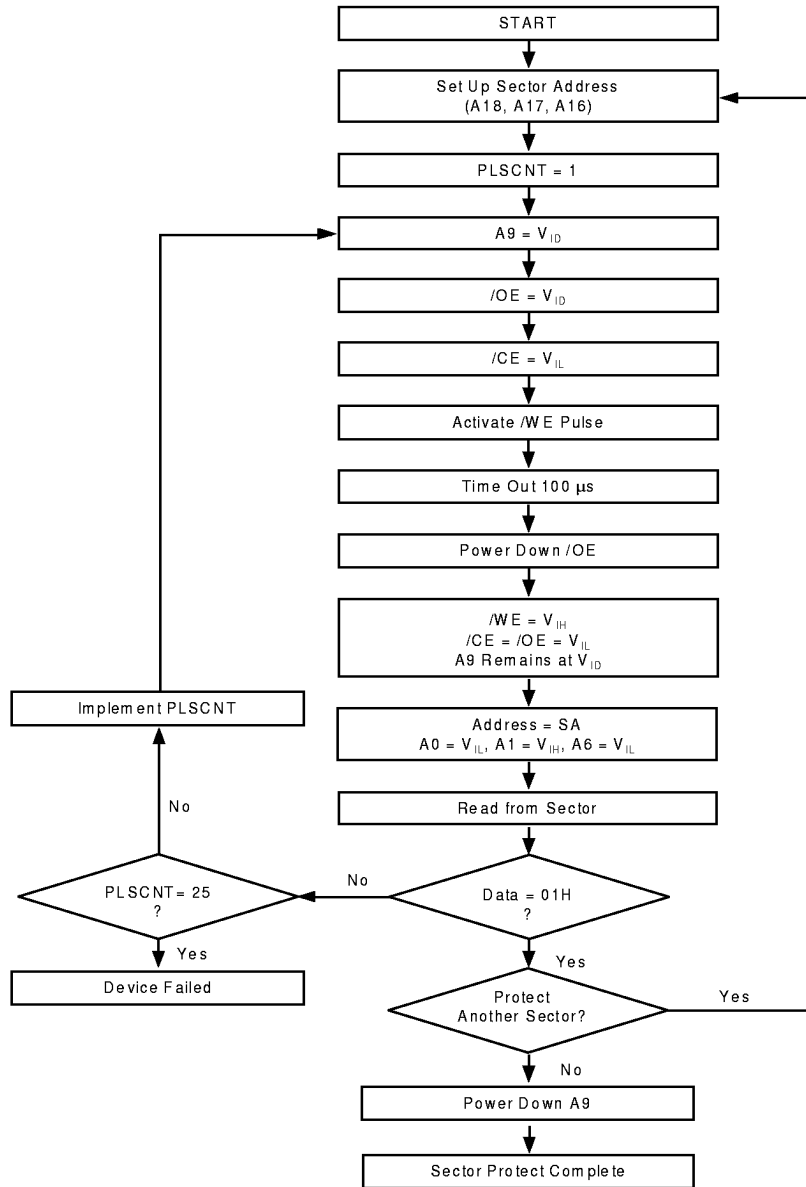 START
Set Up Sector Address
(A18, A17, A16)
PLSCNT = 1
A9 = VID
/OE = VID
/CE = VIL
Activate /WE Pulse
Time Out 100 µs
Power Down /OE
/WE = VIH
/CE = /OE = VIL
A9 Remains at VID
Implement PLSCNT
Address = SA
A0 = VIL, A1 = VIH, A6 = VIL
No
Read from Sector
PLSCNT= 25
?
No
Data = 01H
?
Yes
Device Failed
Yes
Protect
Another Sector?
Yes
No
Power Down A9
Sector Protect Complete